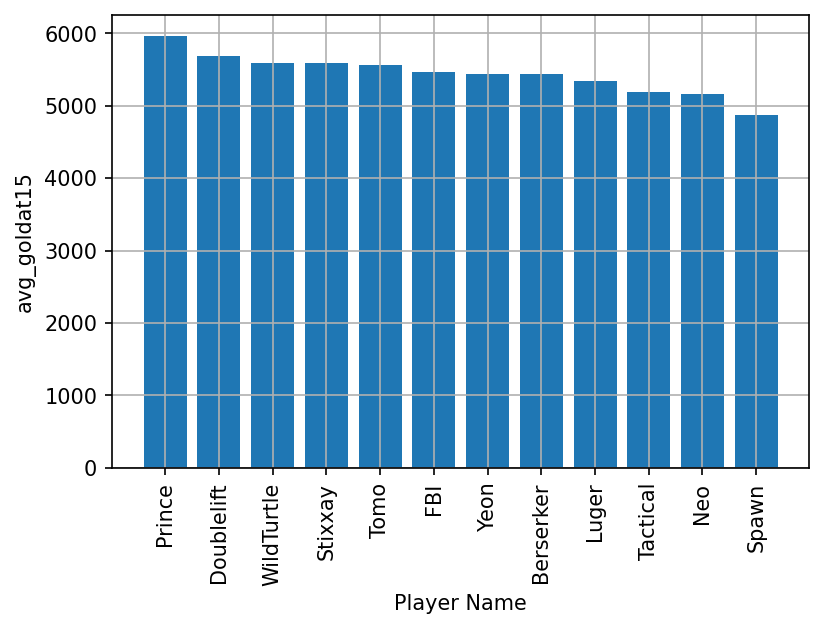 6000
5000
4000
3000
2000
1000
0
avg_goldat15
Prince
Doublelift
WildTurtle
Stixxay
Tomo
FBI
Yeon
Berserker
Luger
Tactical
Neo
Spawn
Player Name